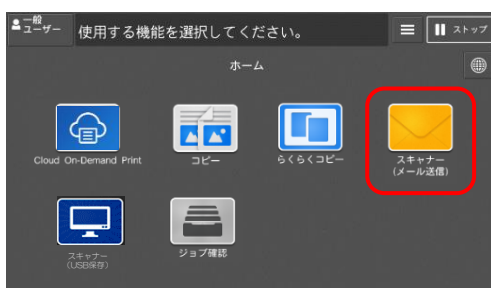 一般
ユーザー
使用する機能を選択してください。
ストップ
ホーム
Cloud On-Demand Print
コピー
らくらくコピー
スキャナー
(メール送信)
スキャナー
(USB保存)
ジョブ確認